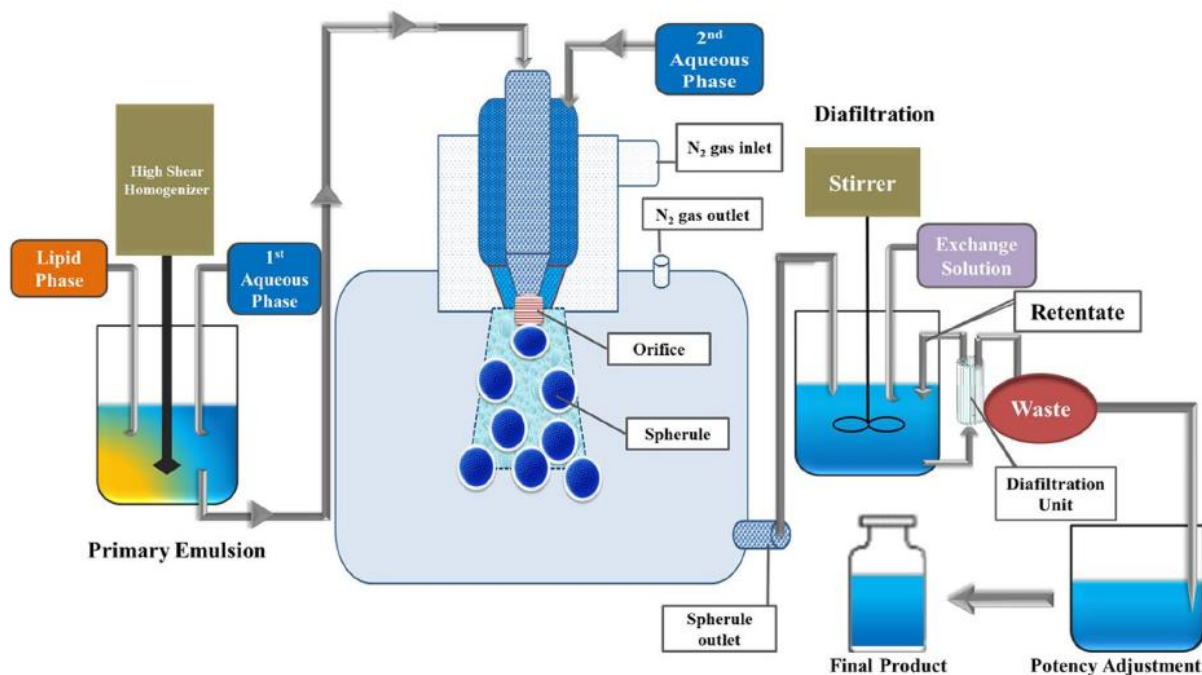 2nd
Aqueous
Phase
Diafiltration
High Shear
Homogenizer
N2 gas inlet
Stirrer
N2 gas outlet
Lipid
Phase
1st
Aqueous
Phase
Exchange
Solution
Retentate
Orifice
Waste
Spherule
Diafiltration
Unit
Primary Emulsion
Spherule
outlet
Final Product
Potency Adjustment